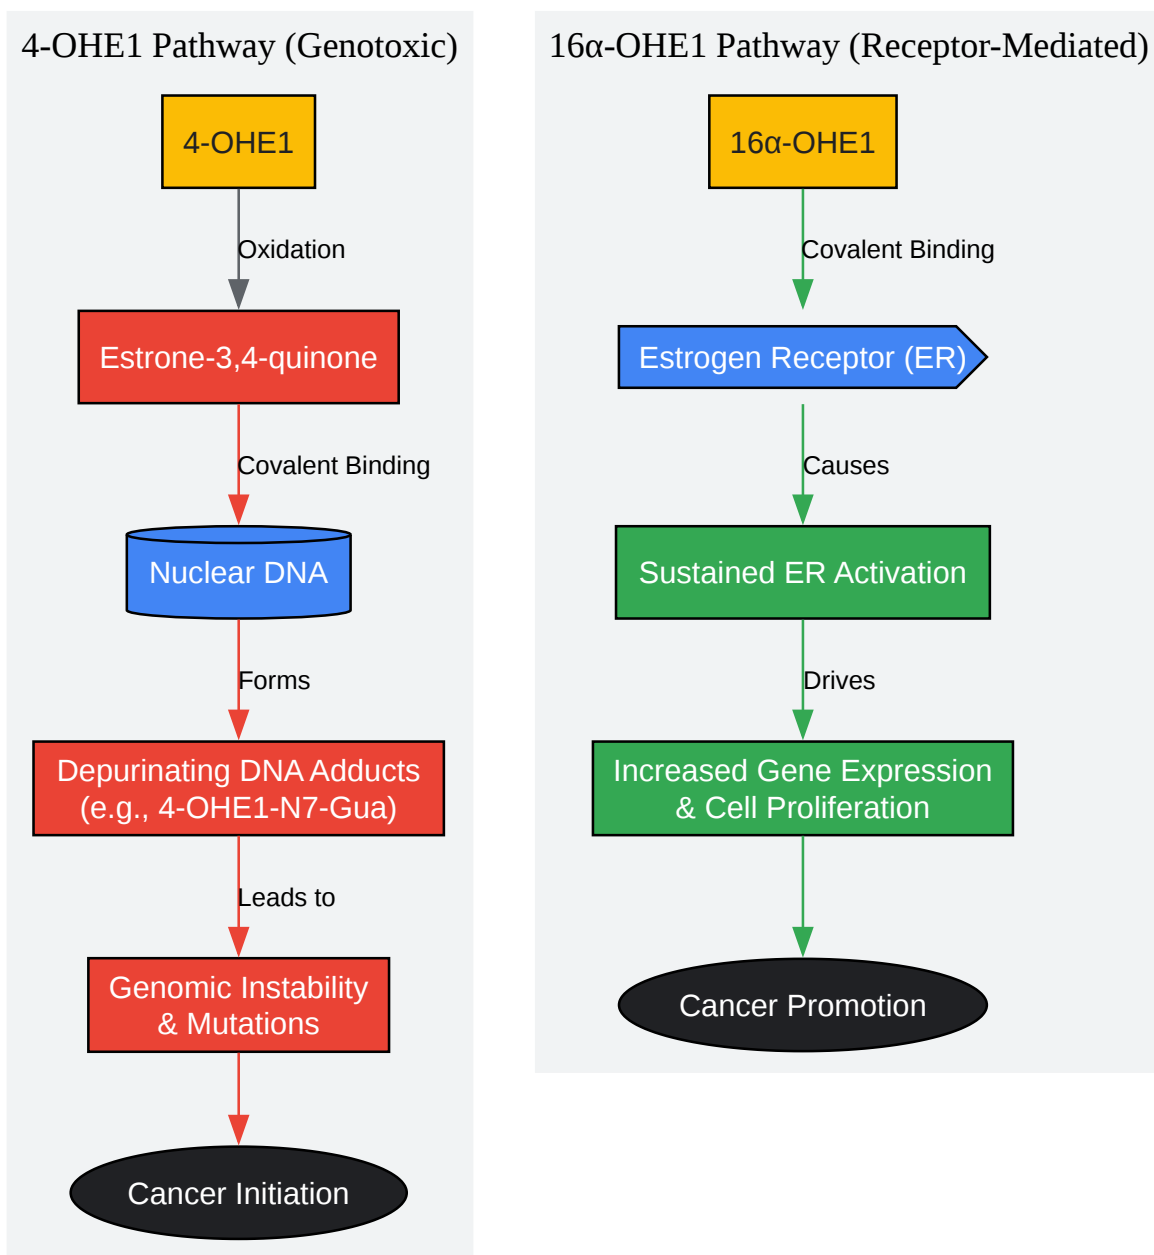 4-OHE1 Pathway (Genotoxic)
4-OHE1
Oxidation
Estrone-3,4-quinone
Covalent Binding
Nuclear DNA
Forms
Depurinating DNA Adducts
(e.g., 4-OHE1-N7-Gua)
Leads to
Genomic Instability
& Mutations
Cancer Initiation
16α-OHE1 Pathway (Receptor-Mediated)
16α-OHE1
Covalent Binding
Estrogen Receptor (ER)
Causes
Sustained ER Activation
Drives
Increased Gene Expression
& Cell Proliferation
Cancer Promotion